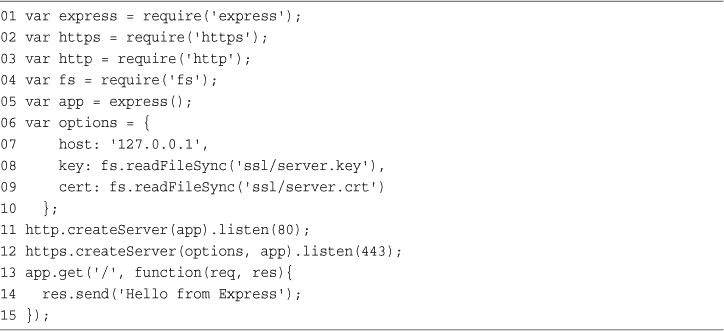 01 var express = require('express');
02 var https = require('https');
03 var http = require('http');
04 var fs = require('fs');
05 var app = express();
06 var options = {
07     host: '127.0.0.1',
08     key: fs.readFileSync('ssl/server.key'),
09     cert: fs.readFileSync('ssl/server.crt')
10   };
11 http.createServer(app).listen(80);
12 https.createServer(options, app).listen(443);
13 app.get('/', function(req, res){
14   res.send('Hello from Express');
15 });